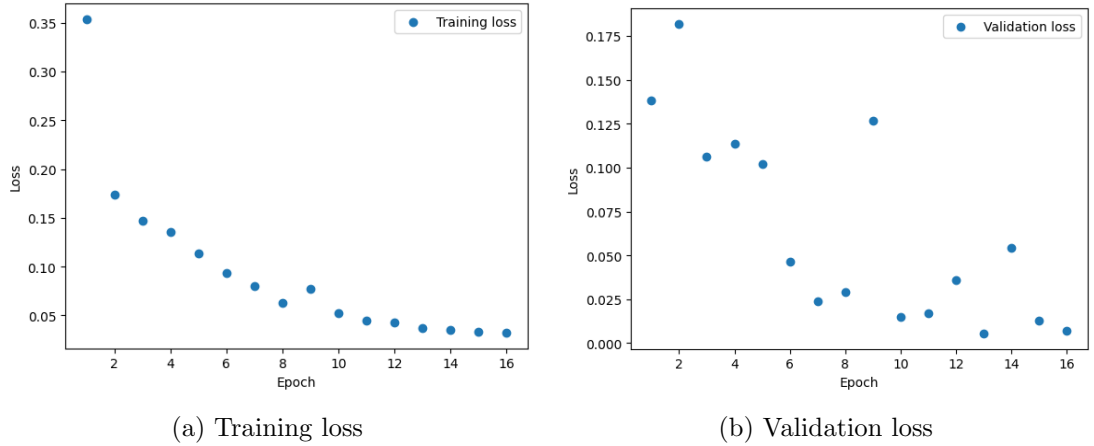 Training loss
0.35
0.30
0.25
0.20
0.15
0.10
0.05
Loss
2 4 6 8 10 12 14 16
Epoch
(a) Training loss
Validation loss
0.175
0.150
0.125
0.100
0.075
0.050
0.025
0.000
Loss
2 4 6 8 10 12 14 16
Epoch
(b) Validation loss